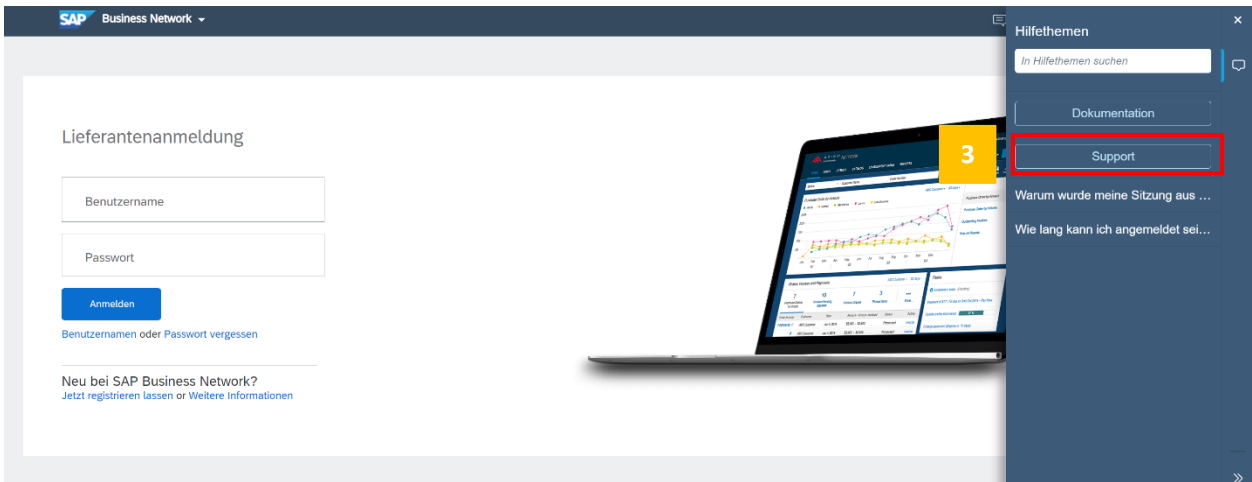 SAP Business Network
Hilfethemen
In Hilfethemen suchen
Dokumentation
3
Support
Warum wurde meine Sitzung aus ...
Wie lang kann ich angemeldet sei...
Lieferantenanmeldung
Benutzername
Passwort
Anmelden
Benutzernamen oder Passwort vergessen
Neu bei SAP Business Network?
Jetzt registrieren lassen or Weitere Informationen